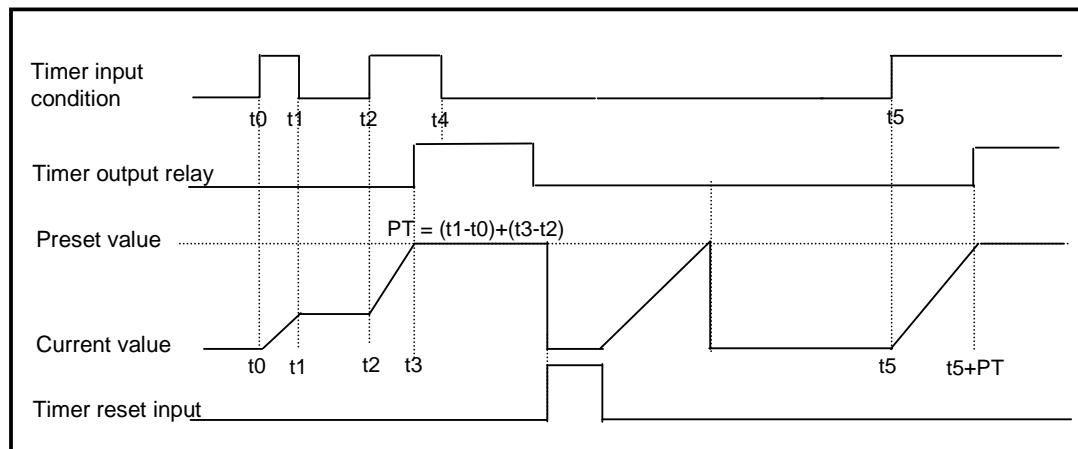 Timer input
condition
t0 t1 t2 t4 t5
Timer output relay
PT = (t1-t0)+(t3-t2)
Preset value
Current value
t0 t1 t2 t3 t5 t5+PT
Timer reset input